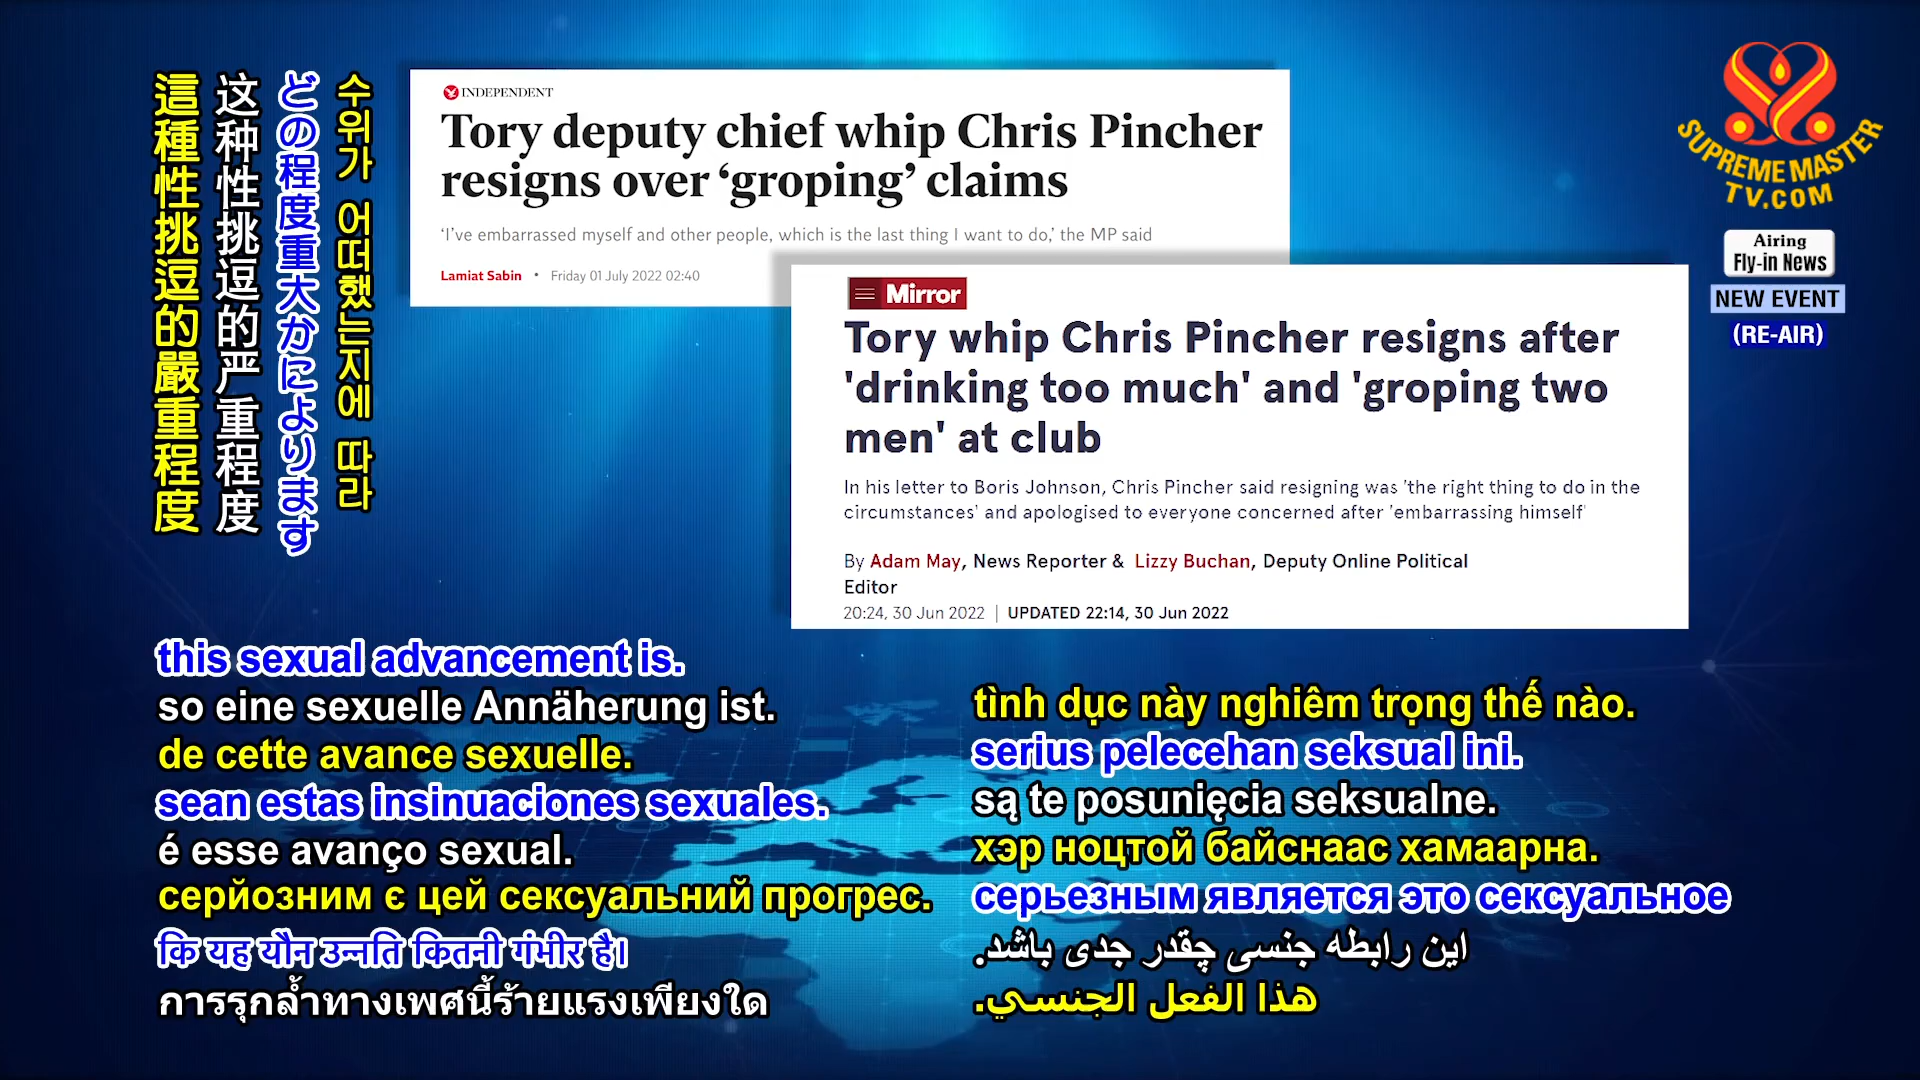 這種性挑逗的嚴重程度
这种性挑逗的严重程度
どの程度重大かによります
수위가 어떠했는지에 따라
INDEPENDENT
Tory deputy chief whip Chris Pincher
resigns over ‘groping’ claims
‘I’ve embarrassed myself and other people, which is the last thing I want to do,’ the MP said
Lamiat Sabin • Friday 01 July 2022 02:40
Mirror
Tory whip Chris Pincher resigns after
'drinking too much' and 'groping two
men' at club
In his letter to Boris Johnson, Chris Pincher said resigning was 'the right thing to do in the
circumstances' and apologised to everyone concerned after 'embarrassing himself'
By Adam May, News Reporter & Lizzy Buchan, Deputy Online Political
Editor
20:24, 30 Jun 2022 | UPDATED 22:14, 30 Jun 2022
SUPREME MASTER
TV.COM
Airing
Fly-in News
NEW EVENT
(RE-AIR)
this sexual advancement is.
so eine sexuelle Annäherung ist.
de cette avance sexuelle.
sean estas insinuaciones sexuales.
é esse avanço sexual.
серйозним є цей сексуальний прогрес.
कि यह यौन उन्नति कितनी गंभीर है।
การรุกล้ำทางเพศนี้ร้ายแรงเพียงใด
tình dục này nghiêm trọng thế nào.
serius pelecehan seksual ini.
są te posunięcia seksualne.
хэр ноцтой байснаас хамаарна.
серьезным является это сексуальное
این رابطه جنسی چقدر جدی باشد.
هذا الفعل الجنسي.